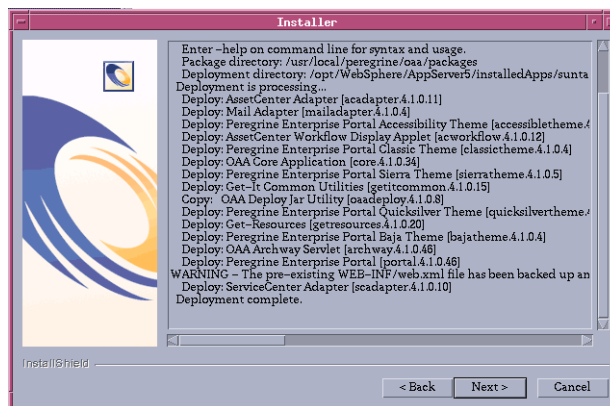 Installer
Enter -help on command line for syntax and usage.
Package directory: /usr/local/peregrine/oaa/packages
Deployment directory: /opt/WebSphere/AppServer5/installedApps/sunta
Deployment is processing...
Deploy: AssetCenter Adapter [acadapter.4.1.0.11]
Deploy: Mail Adapter [mailadapter.4.1.0.4]
Deploy: Peregrine Enterprise Portal Accessibility Theme [accessibletheme.4
Deploy: AssetCenter Workflow Display Applet [acworkflow.4.1.0.12]
Deploy: Peregrine Enterprise Portal Classic Theme [classictheme.4.1.0.4]
Deploy: OAA Core Application [core.4.1.0.34]
Deploy: Peregrine Enterprise Portal Sierra Theme [sierratheme.4.1.0.5]
Deploy: Get-It Common Utilities [getitcommon.4.1.0.15]
Copy: OAA Deploy Jar Utility [oaadeploy.4.1.0.8]
Deploy: Peregrine Enterprise Portal Quicksilver Theme [quicksilvertheme.4
Deploy: Get-Resources [getresources.4.1.0.20]
Deploy: Peregrine Enterprise Portal Baja Theme [bajatheme.4.1.0.4]
Deploy: OAA Archway Servlet [archway.4.1.0.46]
Deploy: Peregrine Enterprise Portal [portal.4.1.0.46]
WARNING - The pre-existing WEB-INF/web.xml file has been backed up an
Deploy: ServiceCenter Adapter [scadapter.4.1.0.10]
Deployment complete.
InstallShield
< Back
Next >
Cancel